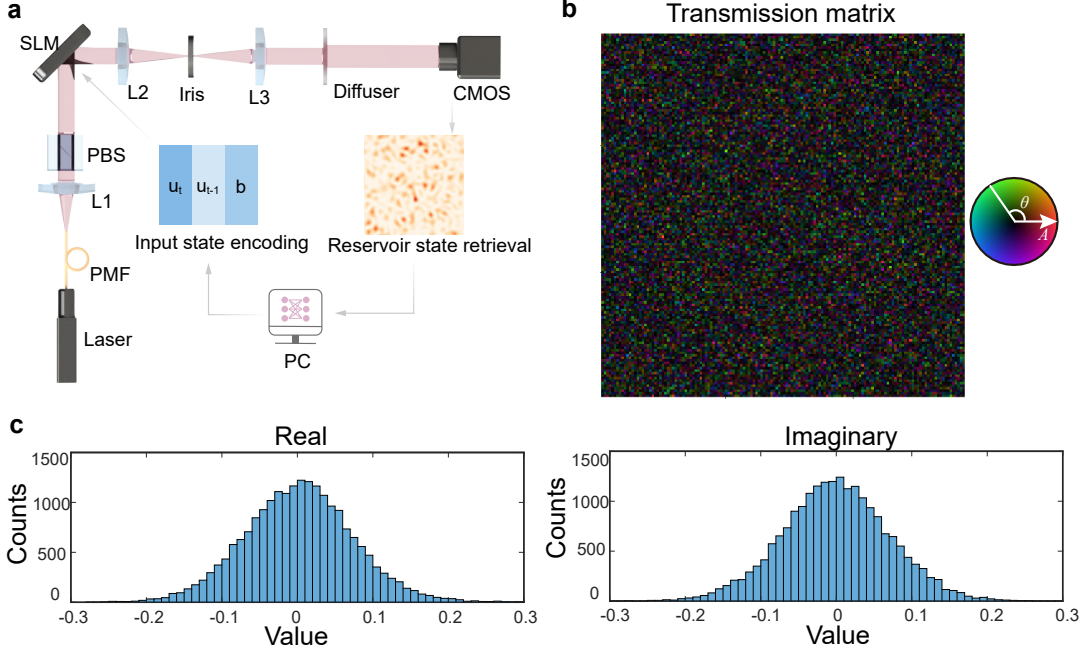 a
SLM
L2
Iris
L3
Diffuser
CMOS
PBS
L1
PMF
Laser
u_t u_{t-1} b
Input state encoding
Reservoir state retrieval
PC
b
Transmission matrix
θ
A
c
Real
Counts
1500
1000
500
0
-0.3 -0.2 -0.1 0 0.1 0.2 0.3
Value
Imaginary
Counts
1500
1000
500
0
-0.3 -0.2 -0.1 0 0.1 0.2 0.3
Value